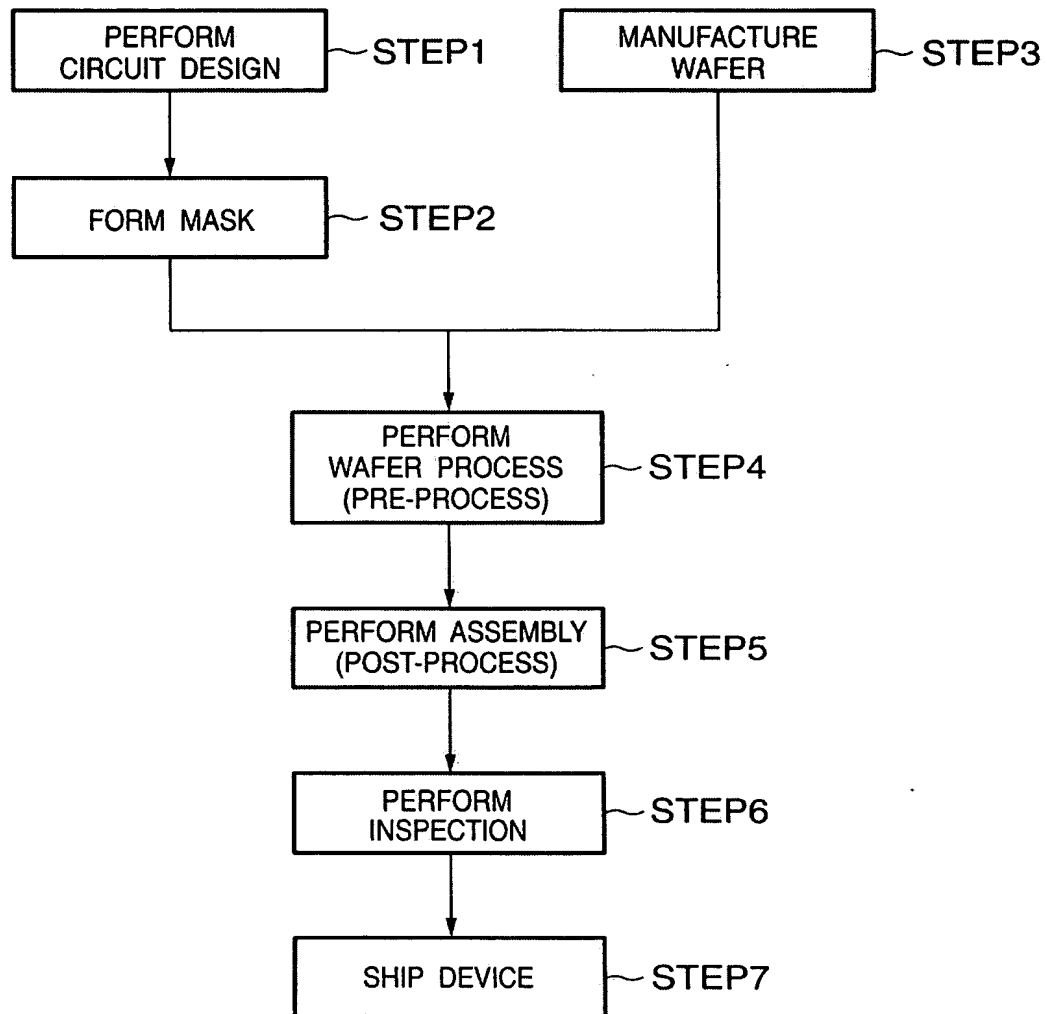 PERFORM
CIRCUIT DESIGN
STEP1
MANUFACTURE
WAFER
STEP3
FORM MASK
STEP2
PERFORM
WAFER PROCESS
(PRE-PROCESS)
STEP4
PERFORM ASSEMBLY
(POST-PROCESS)
STEP5
PERFORM
INSPECTION
STEP6
SHIP DEVICE
STEP7